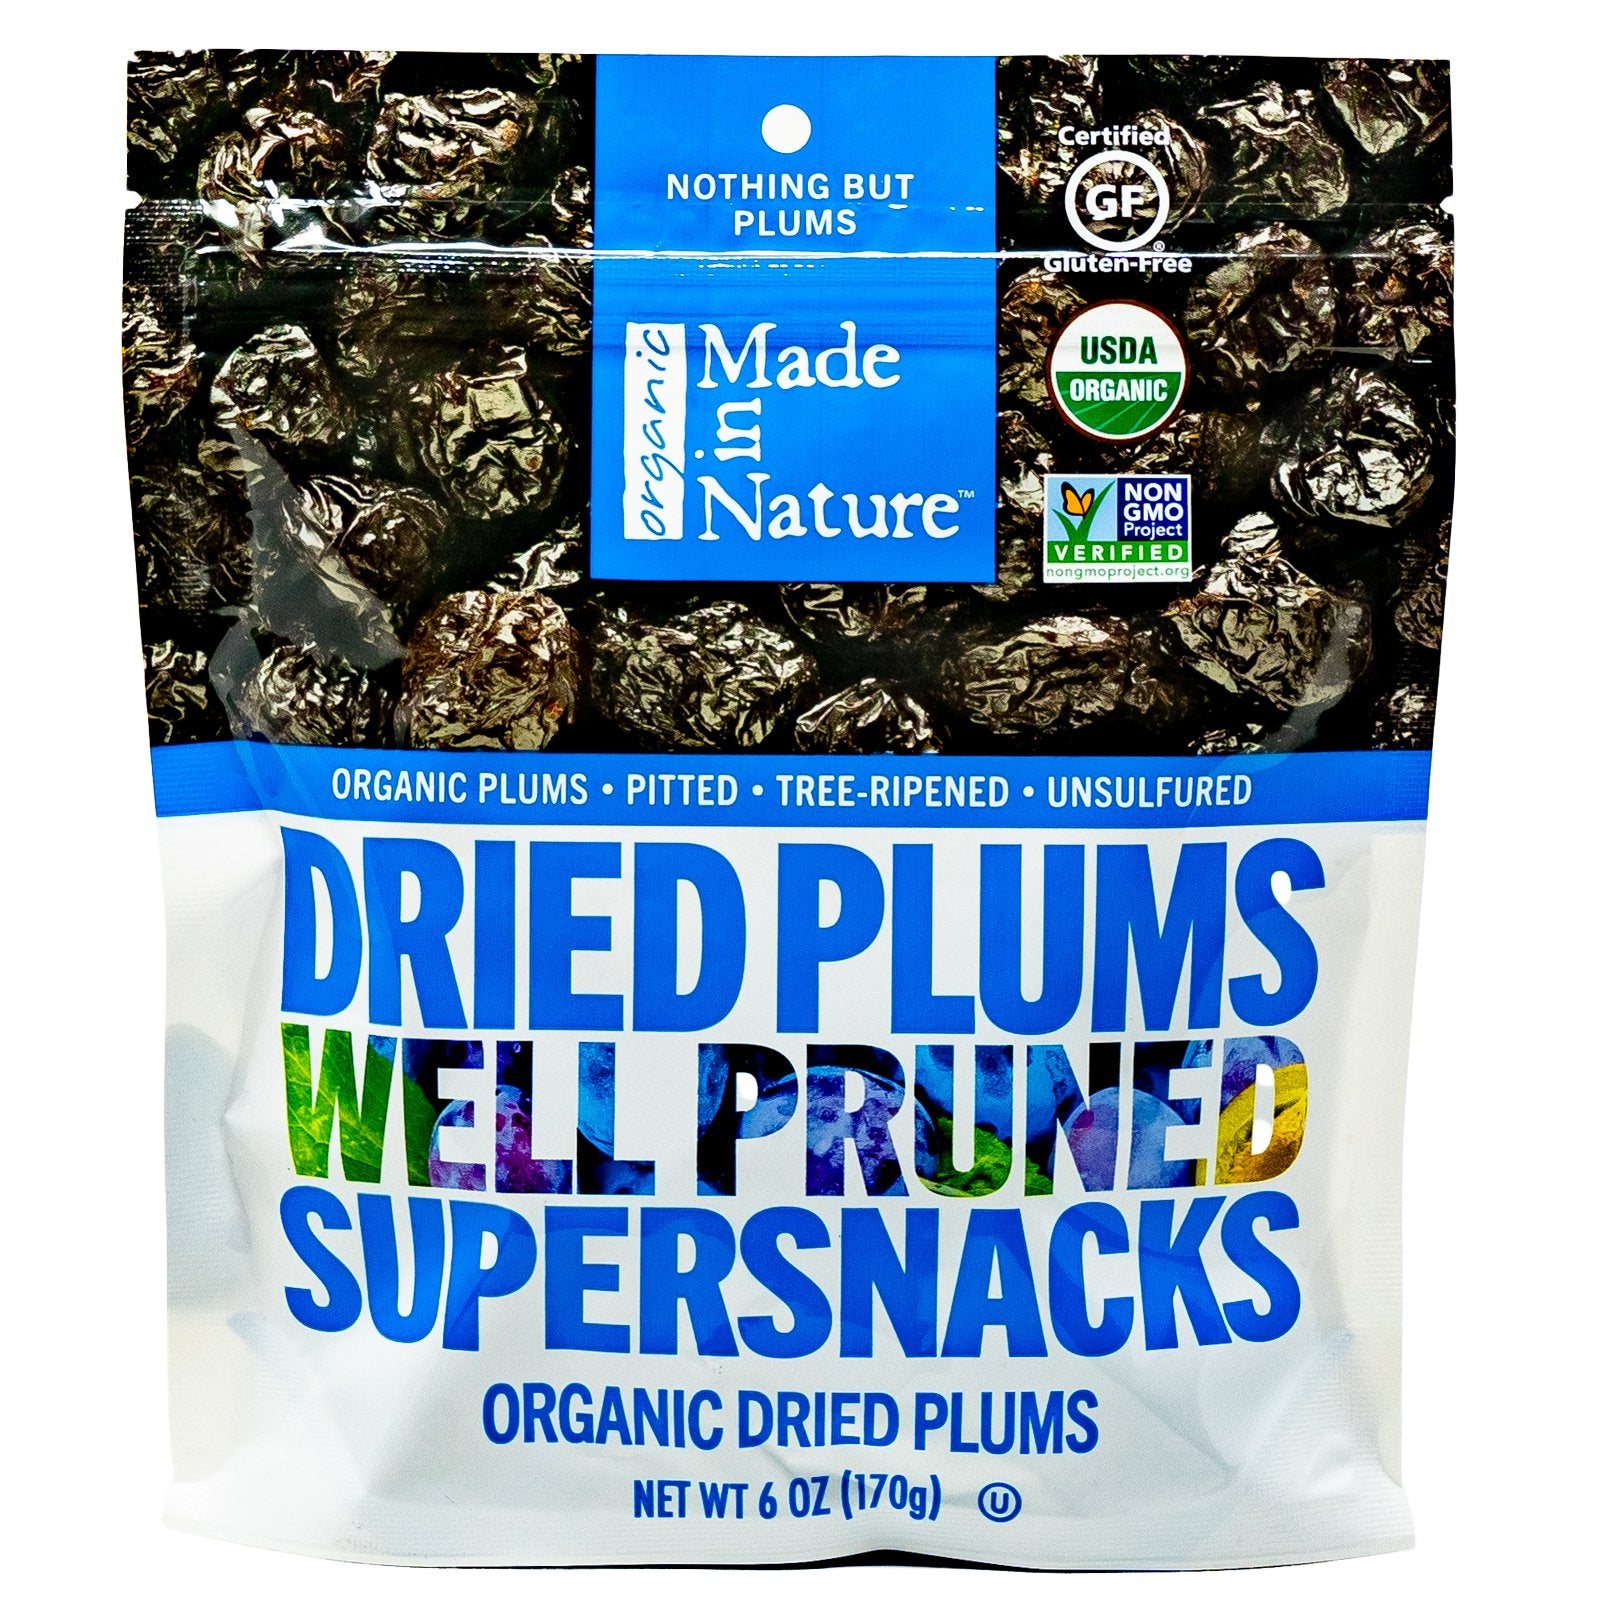 NOTHING BUT
PLUMS
organic
Made
in
Nature™
Certified
GF
®
Gluten-Free
USDA
ORGANIC
NON
GMO
Project
VERIFIED
nongmoproject.org
ORGANIC PLUMS • PITTED • TREE-RIPENED • UNSULFURED
DRIED PLUMS
WELL PRUNED
SUPERSNACKS
ORGANIC DRIED PLUMS
NET WT 6 OZ (170g) U